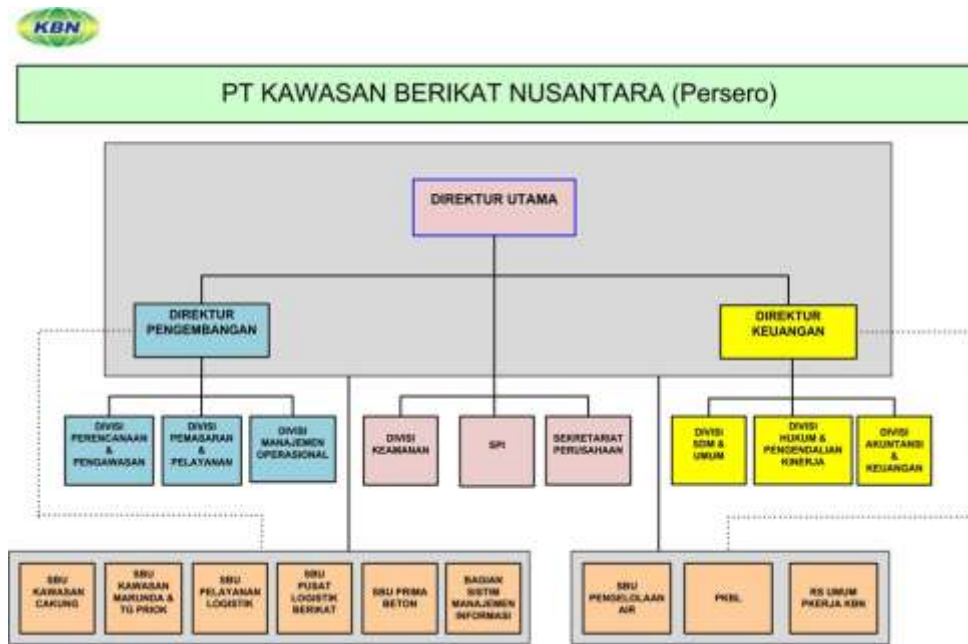 KBN
PT KAWASAN BERIKAT NUSANTARA (Persero)
DIREKTUR UTAMA
DIREKTUR
PENGEMBANGAN
DIREKTUR
KEUANGAN
DIVISI
PERENCANAAN
&
PENGAWASAN
DIVISI
PEMASARAN
&
PELAYANAN
DIVISI
MANAJEMEN
OPERASIONAL
DIVISI
KEAMANAN
SPI
SEKRETARIAT
PERUSAHAAN
DIVISI
SDM &
UMUM
DIVISI
HUKUM &
PENGENDALIAN
KINERJA
DIVISI
AKUNTANSI
&
KEUANGAN
SBU
KAWASAN
CAKUNG
SBU
KAWASAN
MARUNDA &
TG PRIOK
SBU
PELAYANAN
LOGISTIK
SBU
PUSAT
LOGISTIK
BERIKAT
SBU PRIMA
BETON
BAGIAN
SISTIM
MANAJEMEN
INFORMASI
SBU
PENGELOLAAN
AIR
PKBL
RS UMUM
PKERJA KBN